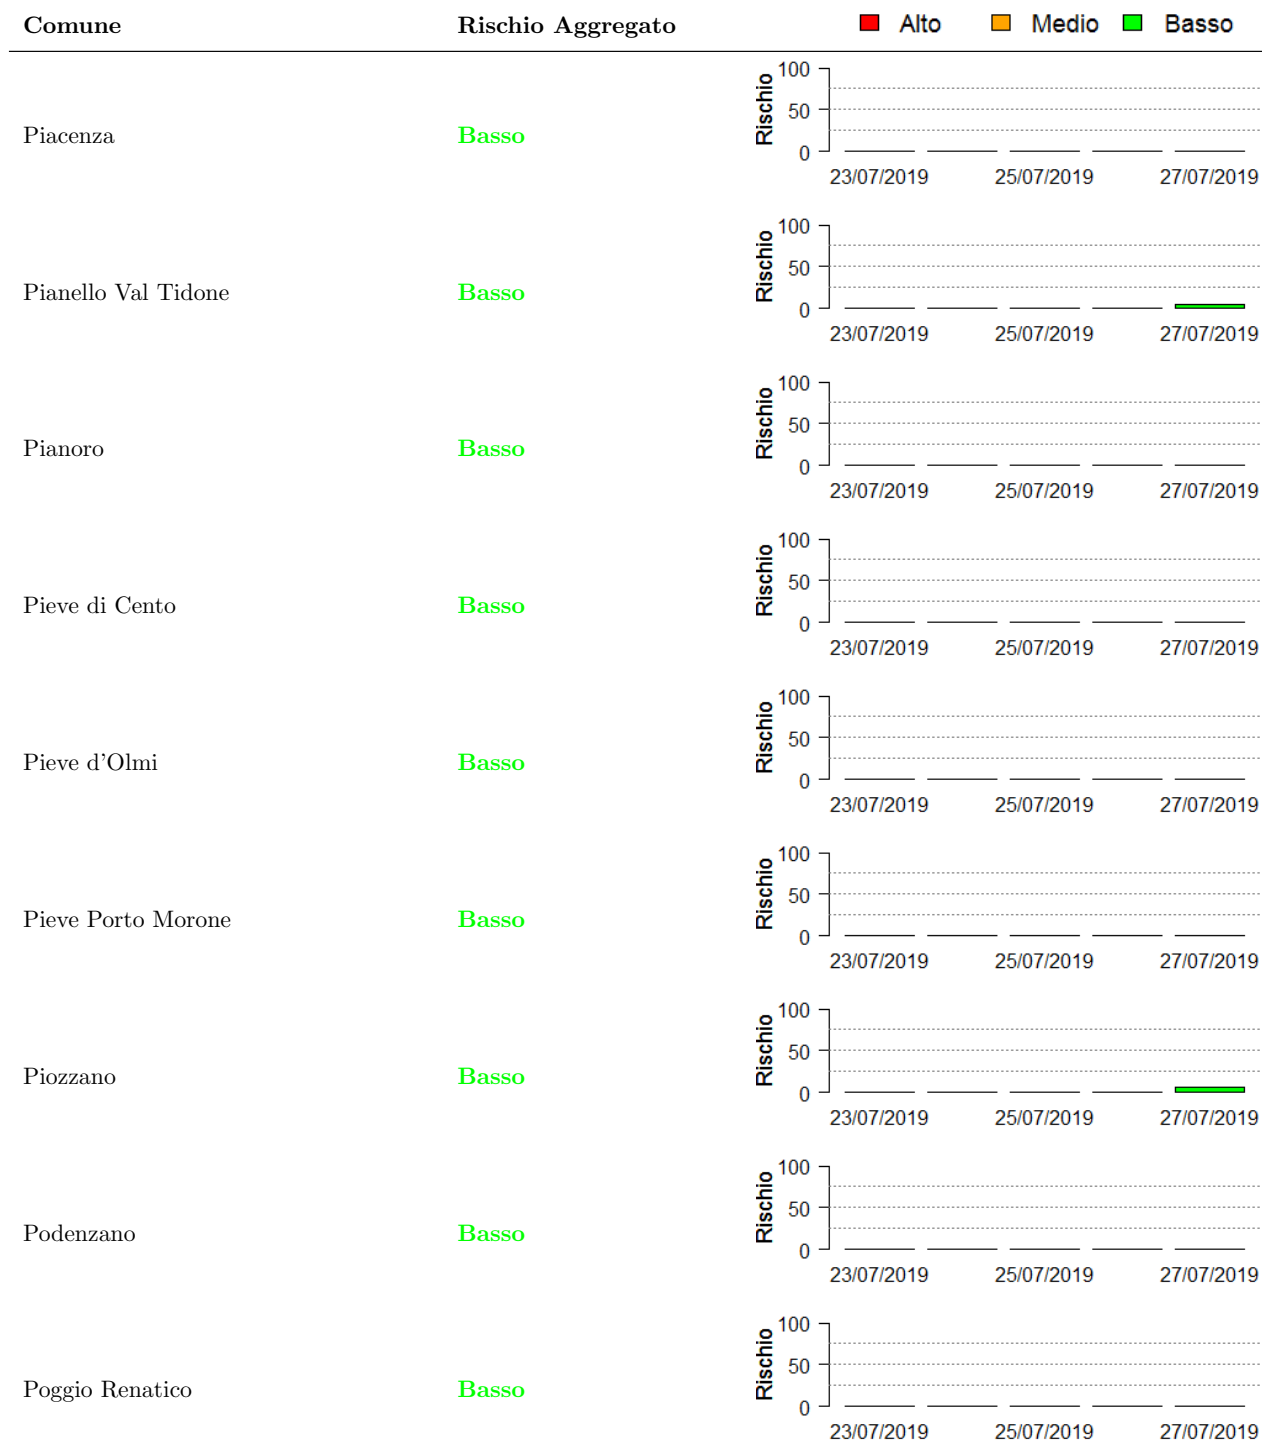 Comune Rischio Aggregato Alto Medio Basso
Piacenza Basso
Rischio
100
50
0
23/07/2019 25/07/2019 27/07/2019
Pianello Val Tidone Basso
Rischio
100
50
0
23/07/2019 25/07/2019 27/07/2019
Pianoro Basso
Rischio
100
50
0
23/07/2019 25/07/2019 27/07/2019
Pieve di Cento Basso
Rischio
100
50
0
23/07/2019 25/07/2019 27/07/2019
Pieve d'Olmi Basso
Rischio
100
50
0
23/07/2019 25/07/2019 27/07/2019
Pieve Porto Morone Basso
Rischio
100
50
0
23/07/2019 25/07/2019 27/07/2019
Piozzano Basso
Rischio
100
50
0
23/07/2019 25/07/2019 27/07/2019
Podenzano Basso
Rischio
100
50
0
23/07/2019 25/07/2019 27/07/2019
Poggio Renatico Basso
Rischio
100
50
0
23/07/2019 25/07/2019 27/07/2019